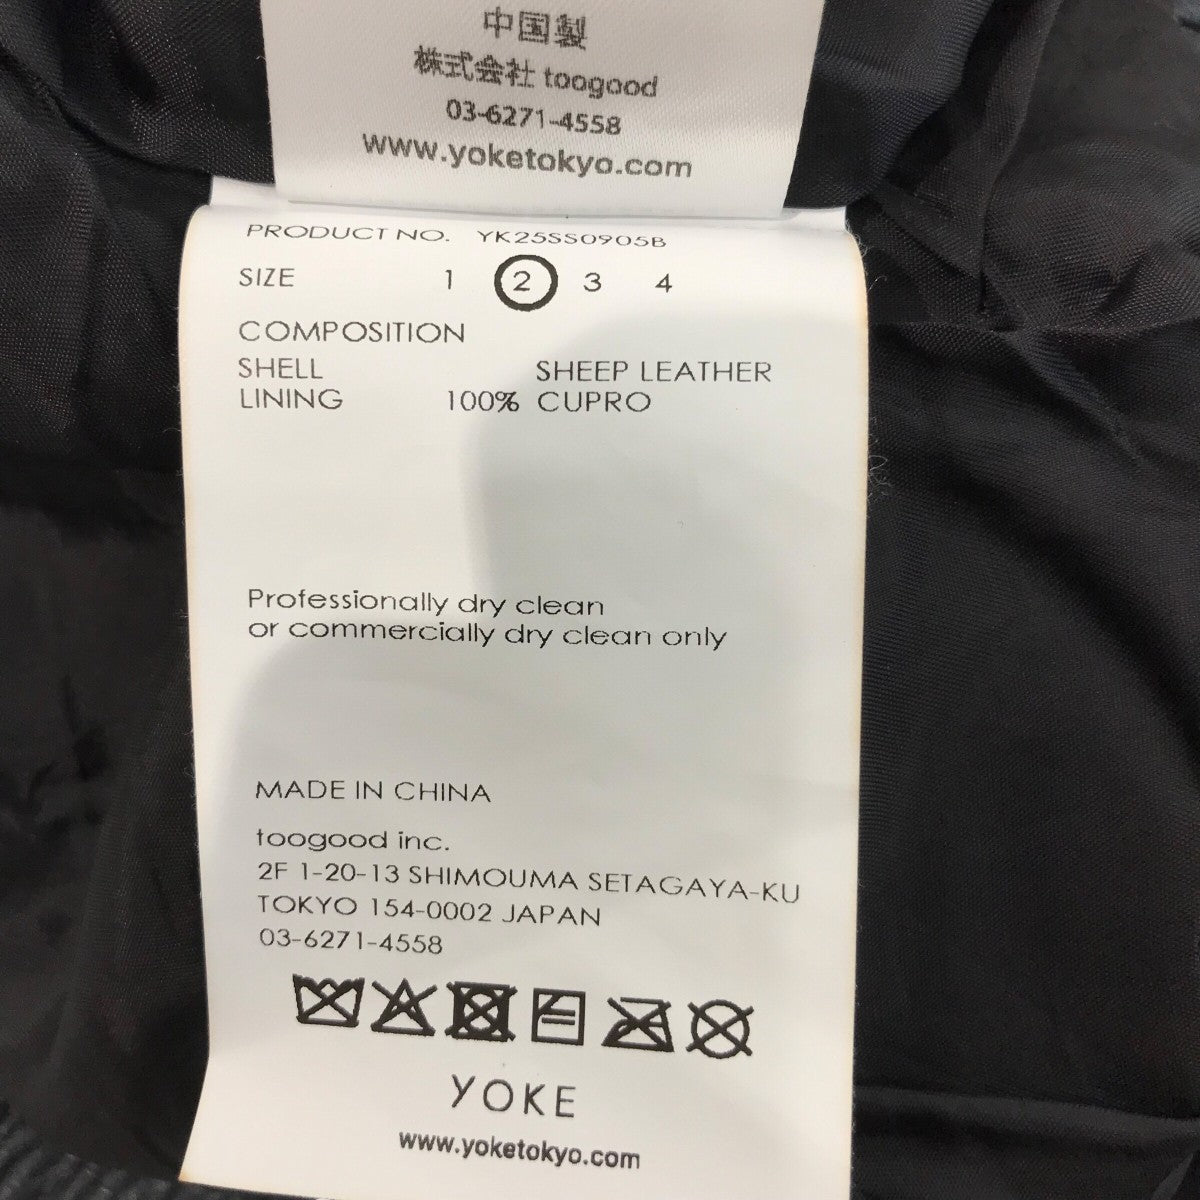 中国製
株式会社 toogood
03-6271-4558
www.yoketokyo.com
PRODUCT NO. YK25SS0905B
SIZE 1 2 3 4
COMPOSITION
SHELL SHEEP LEATHER
LINING 100% CUPRO
Professionally dry clean
or commercially dry clean only
MADE IN CHINA
toogood inc.
2F 1-20-13 SHIMOUMA SETAGAYA-KU
TOKYO 154-0002 JAPAN
03-6271-4558
YOKE
www.yoketokyo.com